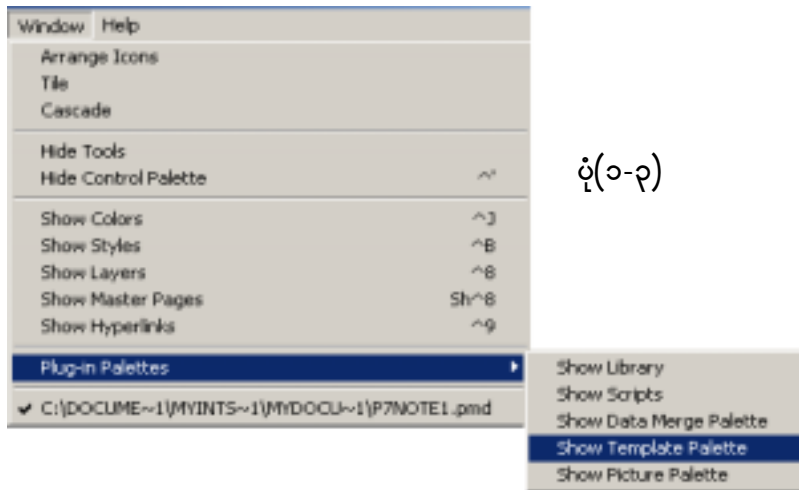 Window Help
Arrange Icons
Tile
Cascade
Hide Tools
Hide Control Palette ^'
Show Colors ^J
Show Styles ^B
Show Layers ^8
Show Master Pages Sh^8
Show Hyperlinks ^9
Plug-in Palettes
✔ C:\DOCUME~1\MYINTS~1\MYDOCU~1\P7NOTE1.pmd
Show Library
Show Scripts
Show Data Merge Palette
Show Template Palette
Show Picture Palette
ပုံ(၁-၃)